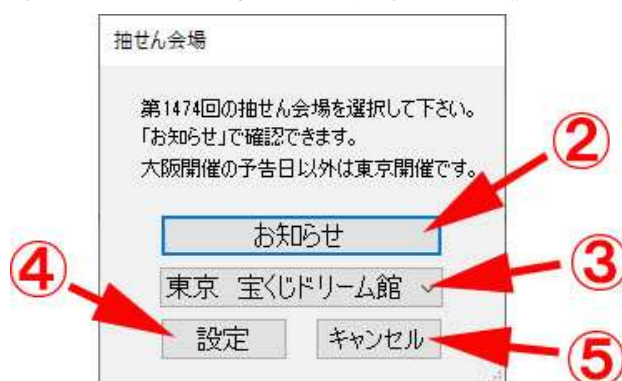 抽せん会場
第1474回の抽せん会場を選択して下さい。
「お知らせ」で確認できます。
大阪開催の予告日以外は東京開催です。
②
お知らせ
③
東京 宝くじドリーム館
④
設定
キャンセル
⑤